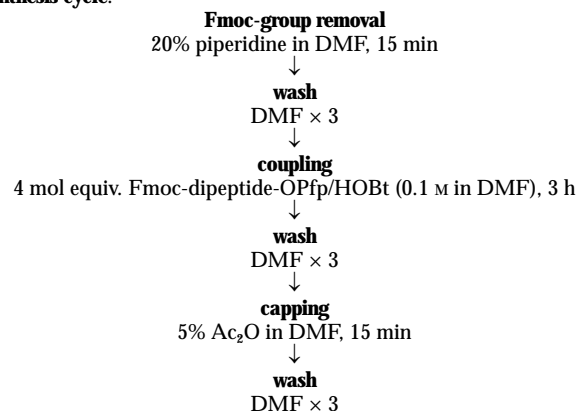 Fmoc-group removal
20% piperidine in DMF, 15 min
↓
wash
DMF × 3
↓
coupling
4 mol equiv. Fmoc-dipeptide-OPfp/HOBt (0.1 M in DMF), 3 h
↓
wash
DMF × 3
↓
capping
5% Ac₂O in DMF, 15 min
↓
wash
DMF × 3